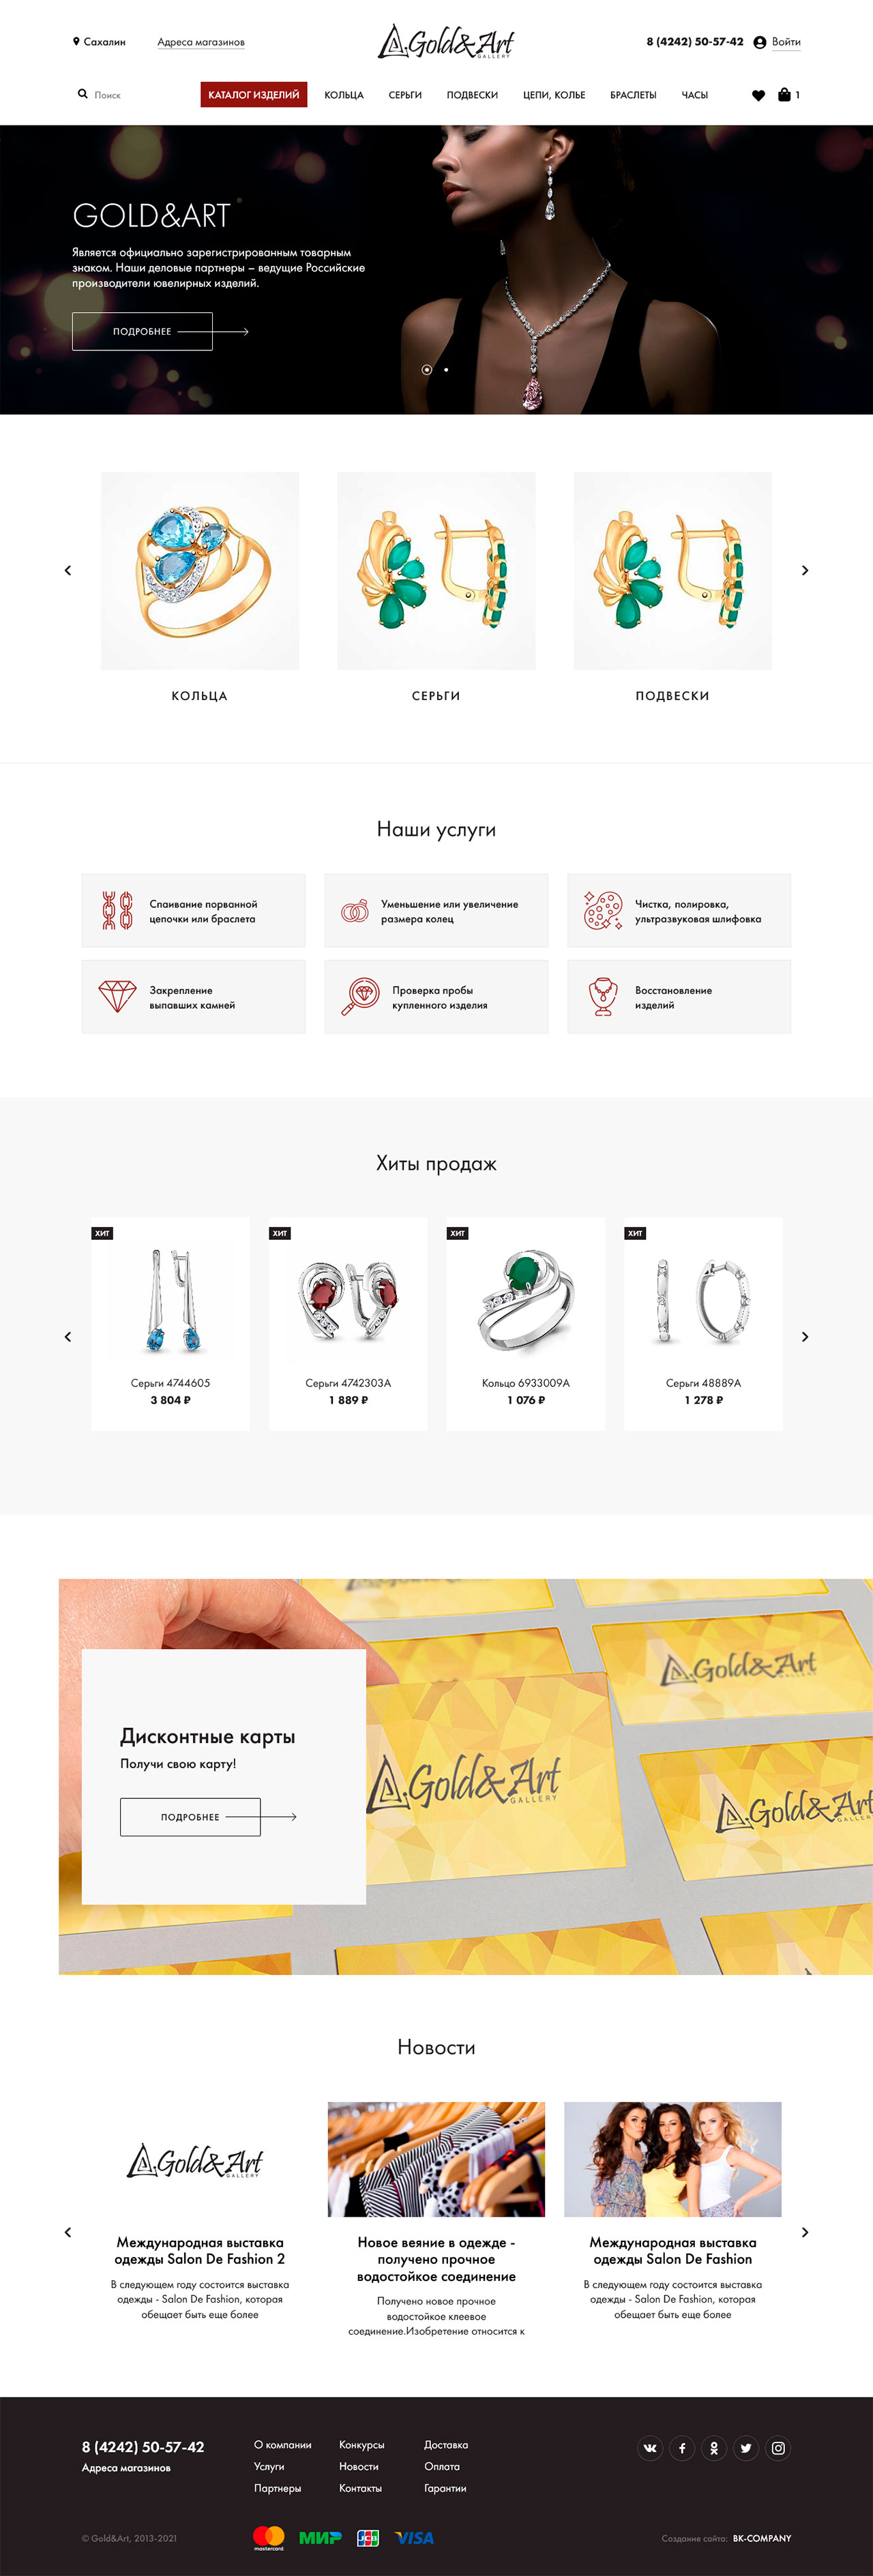 Сахалин
Адреса магазинов
Gold&Art
GALLERY
8 (4242) 50-57-42
Войти
Поиск
КАТАЛОГ ИЗДЕЛИЙ
КОЛЬЦА
СЕРЬГИ
ПОДВЕСКИ
ЦЕПИ, КОЛЬЕ
БРАСЛЕТЫ
ЧАСЫ
1
GOLD&ART
Является официально зарегистрированным товарным
знаком. Наши деловые партнеры – ведущие Российские
производители ювелирных изделий.
ПОДРОБНЕЕ
КОЛЬЦА
СЕРЬГИ
ПОДВЕСКИ
Наши услуги
Спаивание порванной
цепочки или браслета
Уменьшение или увеличение
размера колец
Чистка, полировка,
ультразвуковая шлифовка
Закрепление
выпавших камней
Проверка пробы
купленного изделия
Восстановление
изделий
Хиты продаж
ХИТ
Серьги 4744605
3 804 ₽
ХИТ
Серьги 4742303А
1 889 ₽
ХИТ
Кольцо 6933009А
1 076 ₽
ХИТ
Серьги 48889А
1 278 ₽
Gold&Art
Дисконтные карты
Получи свою карту!
ПОДРОБНЕЕ
Gold&Art
GALLERY
Gold&Art
GALLERY
Новости
Gold&Art
GALLERY
Международная выставка
одежды Salon De Fashion 2
В следующем году состоится выставка
одежды - Salon De Fashion, которая
обещает быть еще более
Новое веяние в одежде -
получено прочное
водостойкое соединение
Получено новое прочное
водостойкое клеевое
соединение.Изобретение относится к
Международная выставка
одежды Salon De Fashion
В следующем году состоится выставка
одежды - Salon De Fashion, которая
обещает быть еще более
8 (4242) 50-57-42
Адреса магазинов
О компании
Услуги
Партнеры
Конкурсы
Новости
Контакты
Доставка
Оплата
Гарантии
© Gold&Art, 2013-2021
mastercard
МИР
JCB
VISA
Создание сайта: BK-COMPANY